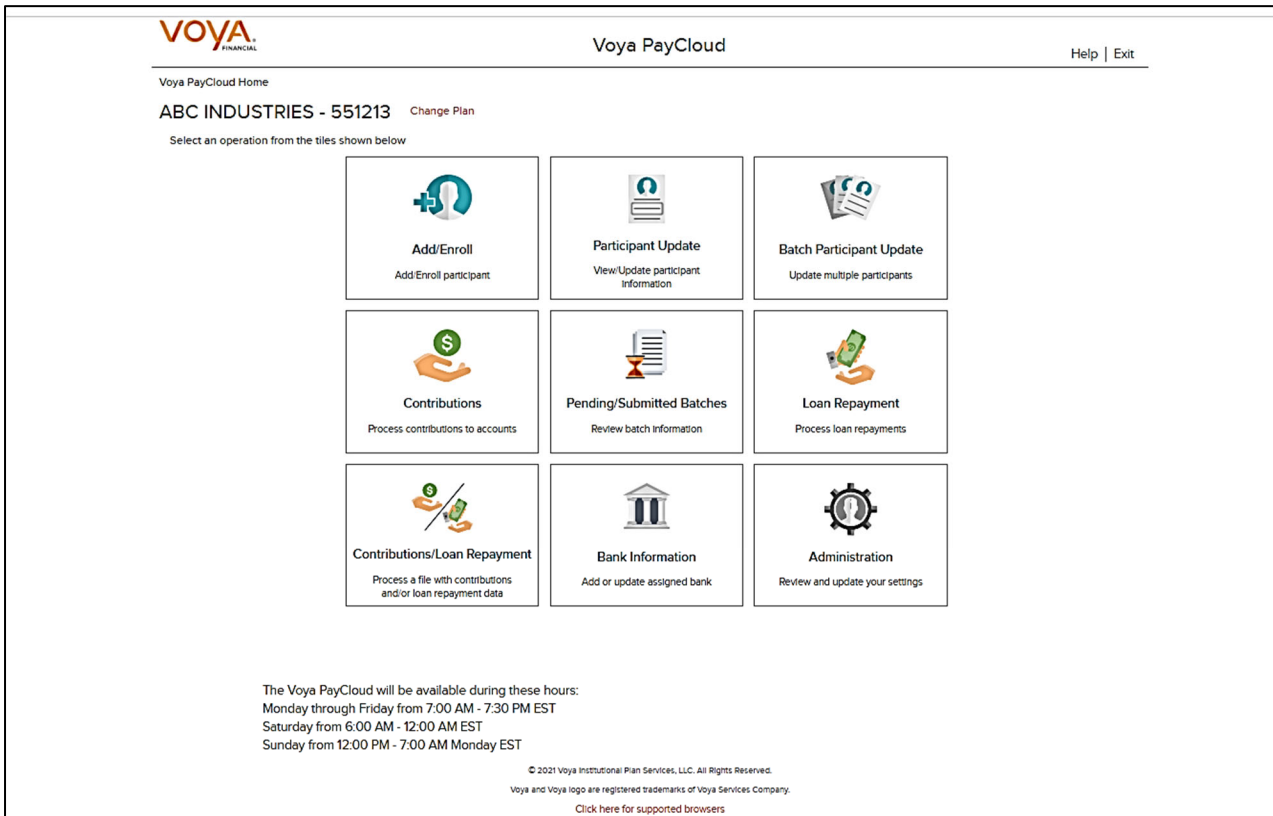 VOYA.
FINANCIAL
Voya PayCloud
Help | Exit
Voya PayCloud Home
ABC INDUSTRIES - 551213 Change Plan
Select an operation from the tiles shown below
Add/Enroll
Add/Enroll participant
Participant Update
View/Update participant
Information
Batch Participant Update
Update multiple participants
$
Contributions
Process contributions to accounts
Pending/Submitted Batches
Review batch information
Loan Repayment
Process loan repayments
$
Contributions/Loan Repayment
Process a file with contributions
and/or loan repayment data
Bank Information
Add or update assigned bank
Administration
Review and update your settings
The Voya PayCloud will be available during these hours:
Monday through Friday from 7:00 AM - 7:30 PM EST
Saturday from 6:00 AM - 12:00 AM EST
Sunday from 12:00 PM - 7:00 AM Monday EST
© 2021 Voya Institutional Plan Services, LLC. All Rights Reserved.
Voya and Voya logo are registered trademarks of Voya Services Company.
Click here for supported browsers